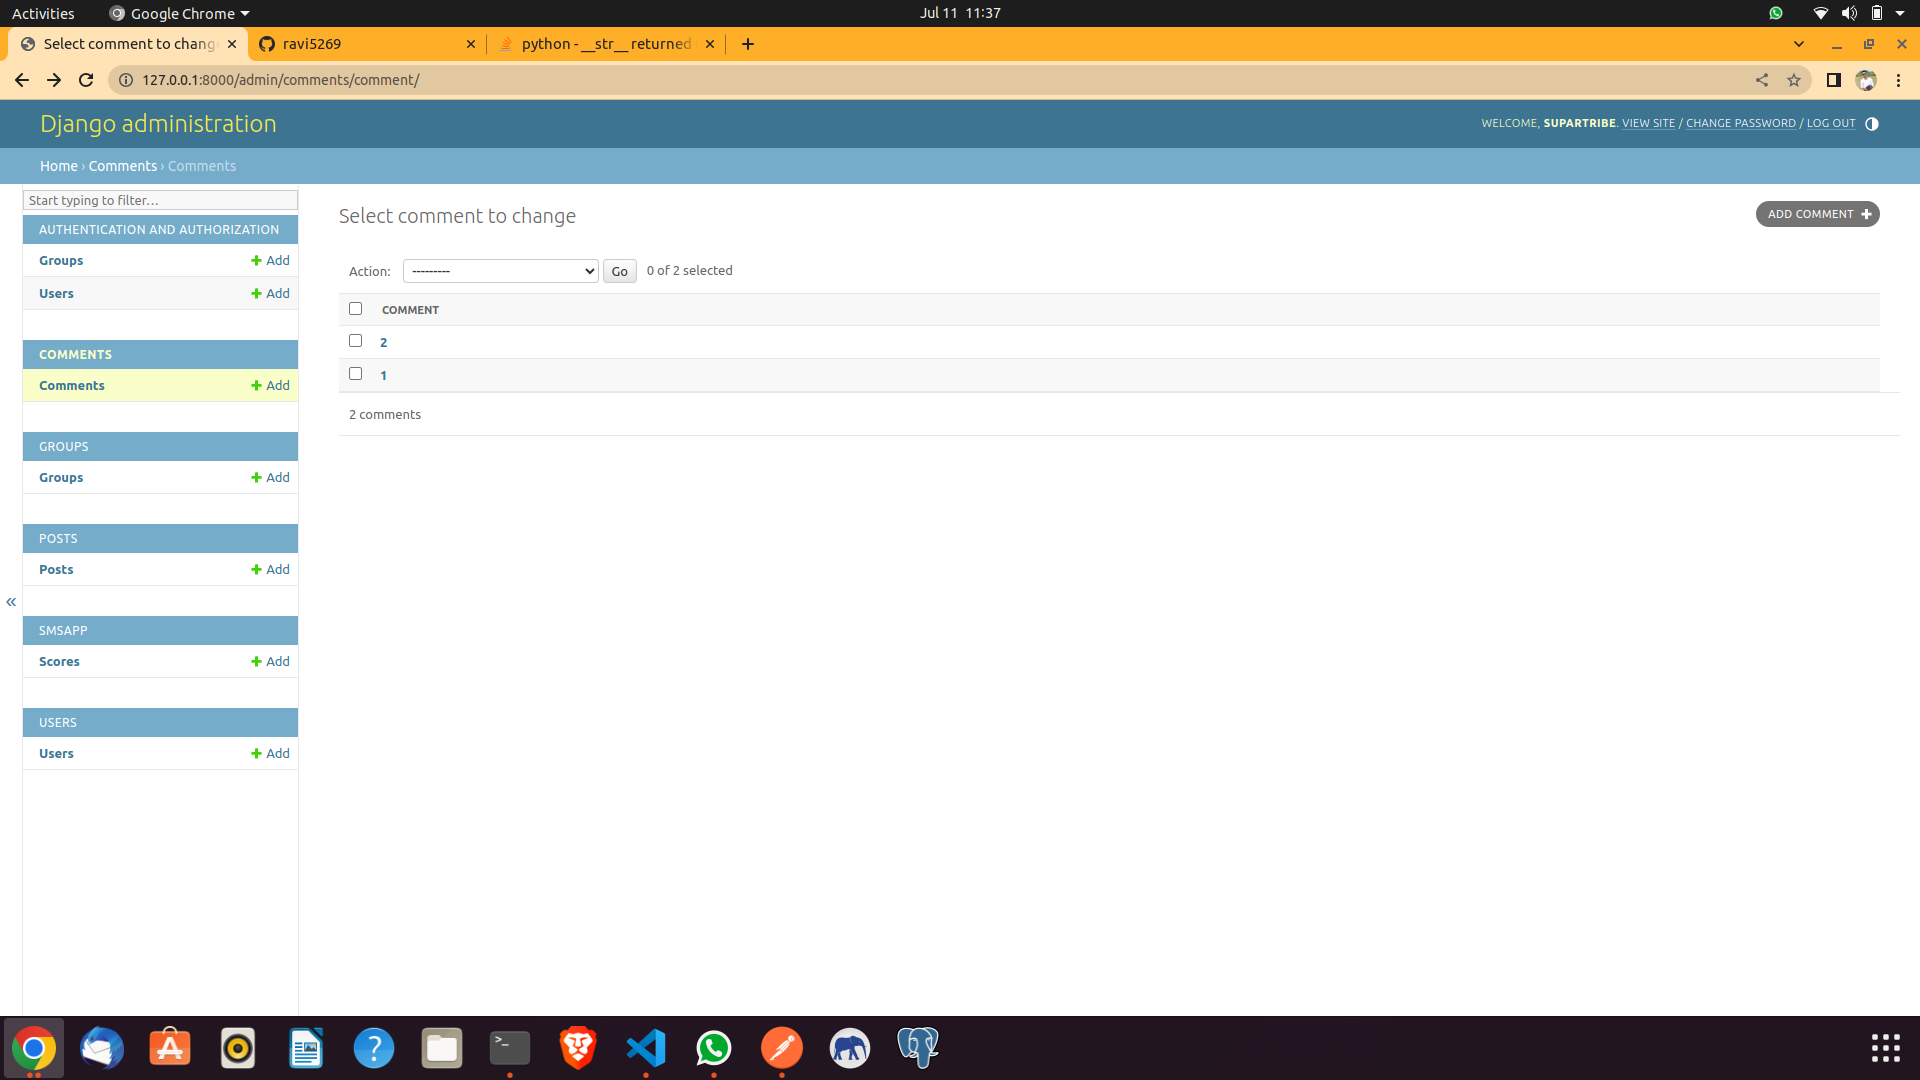 Activities
Google Chrome
Jul 11 11:37
Select comment to chang
ravi5269
python - __str__ returned
127.0.0.1:8000/admin/comments/comment/
Django administration
WELCOME, SUPARTRIBE. VIEW SITE / CHANGE PASSWORD / LOG OUT
Home › Comments › Comments
Start typing to filter…
AUTHENTICATION AND AUTHORIZATION
Groups
Add
Users
Add
COMMENTS
Comments
Add
GROUPS
Groups
Add
POSTS
Posts
Add
«
SMSAPP
Scores
Add
USERS
Users
Add
Select comment to change
ADD COMMENT
Action:
---------
Go
0 of 2 selected
COMMENT
2
1
2 comments